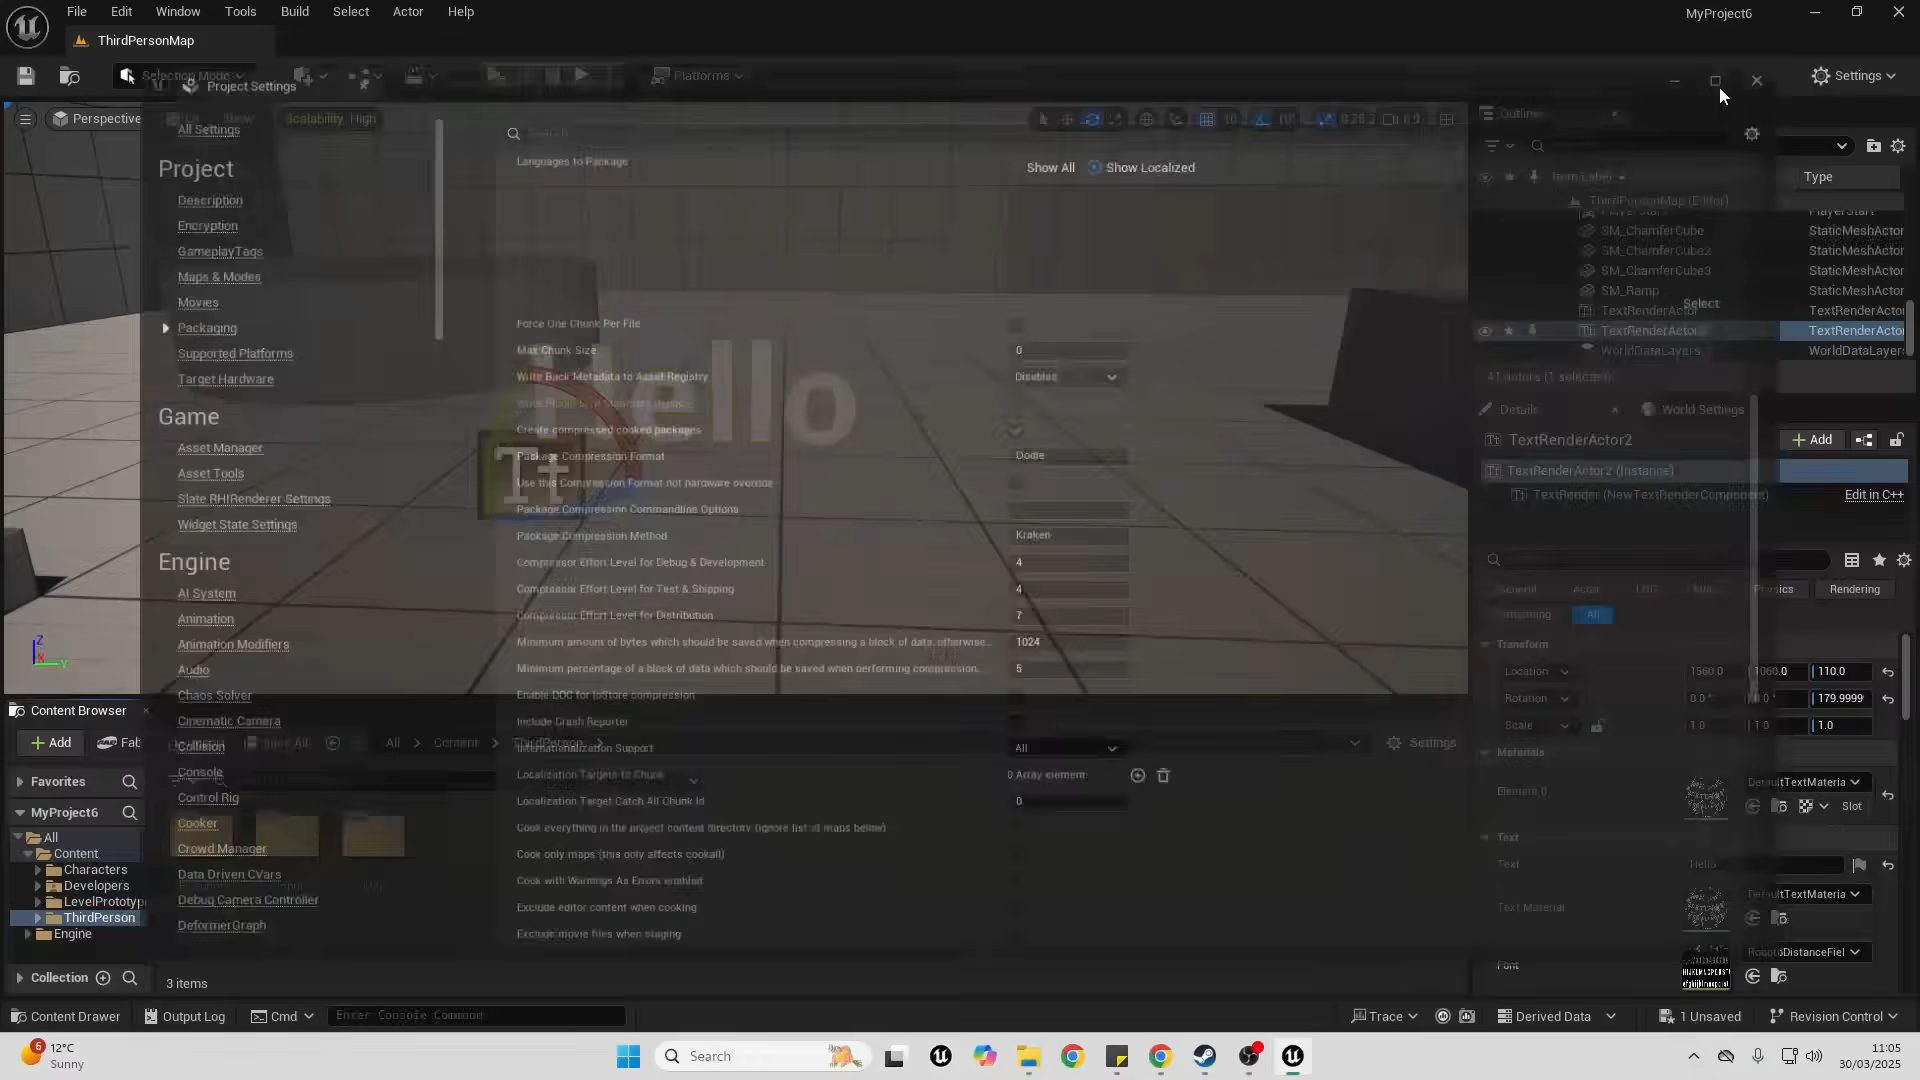 File Edit Window Tools Build Select Actor Help
MyProject6
ThirdPersonMap
Selection Mode
Platforms
Settings
Project Settings
Perspective
Lit
Show
Scalability: High
10
10°
0.25
Outliner
All Settings
Search
Languages to Package
Show All
Show Localized
Item Label
Type
Project
Description
Encryption
GameplayTags
Maps & Modes
Movies
Packaging
Supported Platforms
Target Hardware
ThirdPersonMap (Editor)
PlayerStart PlayerStart
SM_ChamferCube StaticMeshActor
SM_ChamferCube2 StaticMeshActor
SM_ChamferCube3 StaticMeshActor
SM_Ramp StaticMeshActor
Select
TextRenderActor TextRenderActor
TextRenderActor TextRenderActor
WorldDataLayers WorldDataLayers
41 actors (1 selected)
Force One Chunk Per File
Max Chunk Size 0
Write Back Metadata to Asset Registry Disabled
Create compressed cooked packages
Package Compression Format Oodle
Use this Compression Format not hardware override
Package Compression Commandline Options
Package Compression Method Kraken
Compressor Effort Level for Debug & Development 4
Compressor Effort Level for Test & Shipping 4
Compressor Effort Level for Distribution 7
Minimum amount of bytes which should be saved when compressing a block of data, otherwise... 1024
Minimum percentage of a block of data which should be saved when performing compression. 5
Enable DDC for IoStore compression
Include Crash Reporter
Internationalization Support All
Localization Targets to Chunk 0 Array element
Localization Target Catch All Chunk Id 0
Cook everything in the project content directory (ignore list of maps below)
Cook only maps (this only affects cookall)
Cook with Warnings As Errors enabled
Exclude editor content when cooking
Exclude movie files when staging
Hello
Tt
Game
Asset Manager
Asset Tools
Slate RHIRenderer Settings
Widget State Settings
Engine
AI System
Animation
Animation Modifiers
Audio
Chaos Solver
Cinematic Camera
Collision
Console
Control Rig
Cooker
Crowd Manager
Data Driven CVars
Debug Camera Controller
DeformerGraph
Details
World Settings
TextRenderActor2
Add
TextRenderActor2 (Instance)
TextRender (NewTextRenderComponent)
Edit in C++
General Actor LOD Misc Physics Rendering
Streaming All
Transform
Location 1560.0 1060.0 110.0
Rotation 0.0 ° 0.0 ° 179.9999
Scale 1.0 1.0 1.0
Materials
Element 0 DefaultTextMateria
Slot
Text
Text Hello
Text Material DefaultTextMateria
Font RobotoDistanceFiel
Z
X
Y
Content Browser
Add
Fab
Save All
All
Content
ThirdPerson
Settings
Favorites
MyProject6
All
Content
Characters
Developers
LevelPrototyp
ThirdPerson
Engine
Collection
3 items
Content Drawer
Output Log
Cmd
Enter Console Command
Trace
Derived Data
1 Unsaved
Revision Control
6
12°C
Sunny
Search
11:05
30/03/2025